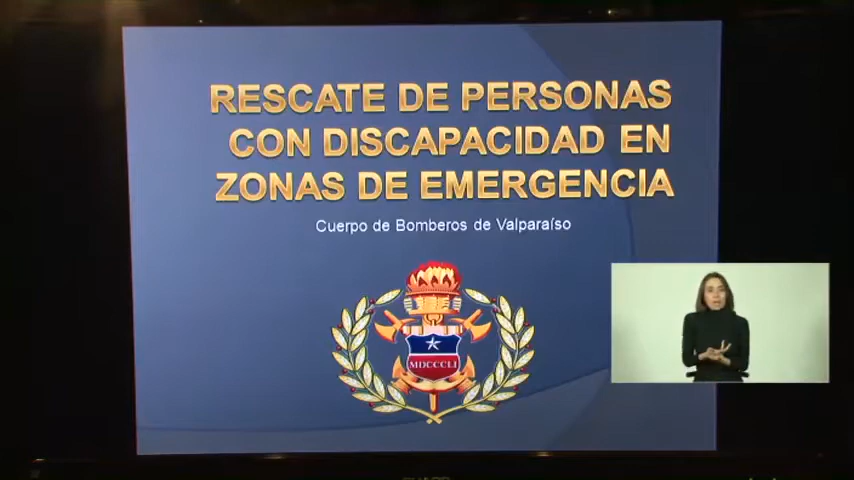 RESCATE DE PERSONAS
CON DISCAPACIDAD EN
ZONAS DE EMERGENCIA
Cuerpo de Bomberos de Valparaíso
MDCCCLI